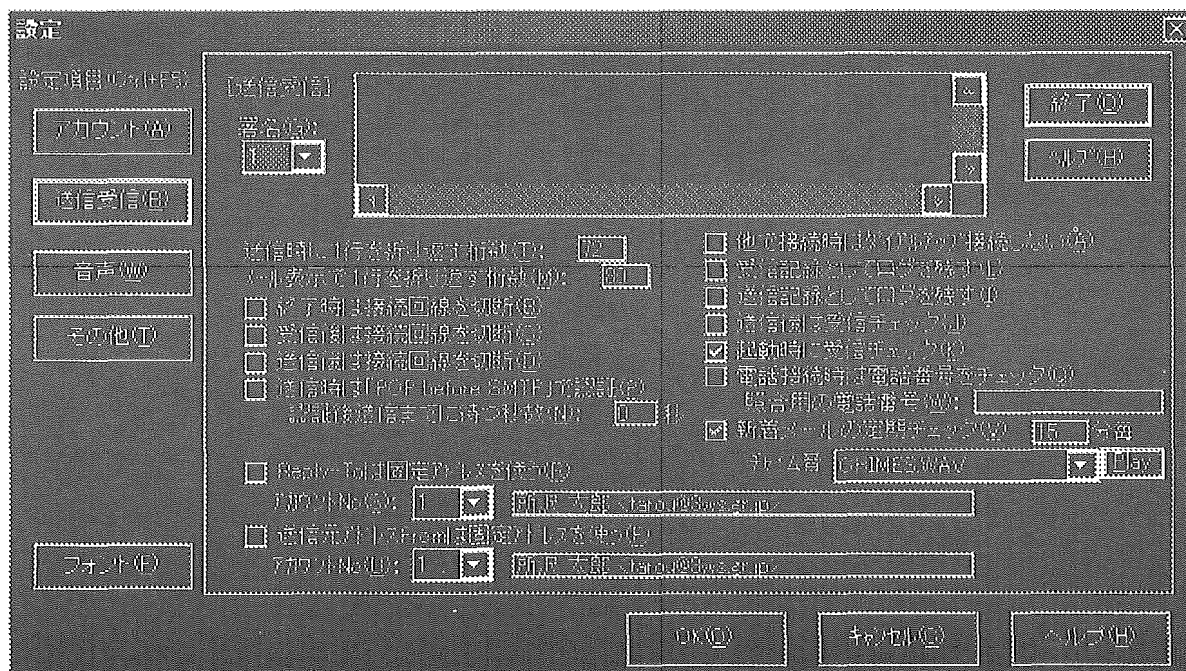 設定
設定項目(Ctrl+F5)
アカウント(A)
送信受信(B)
音声(W)
その他(T)
フォント(F)
[送信受信]
署名(G):
1
終了(O)
ヘルプ(H)
送信時に1行を折り返す桁数(T): 72
メール表示で1行を折り返す桁数(M): 80
終了時は接続回線を切断(B)
受信後は接続回線を切断(C)
送信後は接続回線を切断(D)
送信時は「POP before SMTP」で認証(P)
認証後送信までに待つ秒数(N): 0 秒
Reply-Toは固定アドレスを使う(E)
アカウントNo(S): 1 所沢 太郎
送信元アドレスFromは固定アドレスを使う(F)
アカウントNo(U): 1 所沢 太郎
他で接続時はダイアルアップ接続しない(A)
受信記録としてログを残す(L)
送信記録としてログを残す(I)
送信後は受信チェック(J)
起動時に受信チェック(K)
電話接続時は電話番号をチェック(Q)
照合用の電話番号(W):
新着メールの定期チェック(V) 15 分毎
チャイム音 CHIMES.WAV Play
OK(O)
キャンセル(C)
ヘルプ(H)